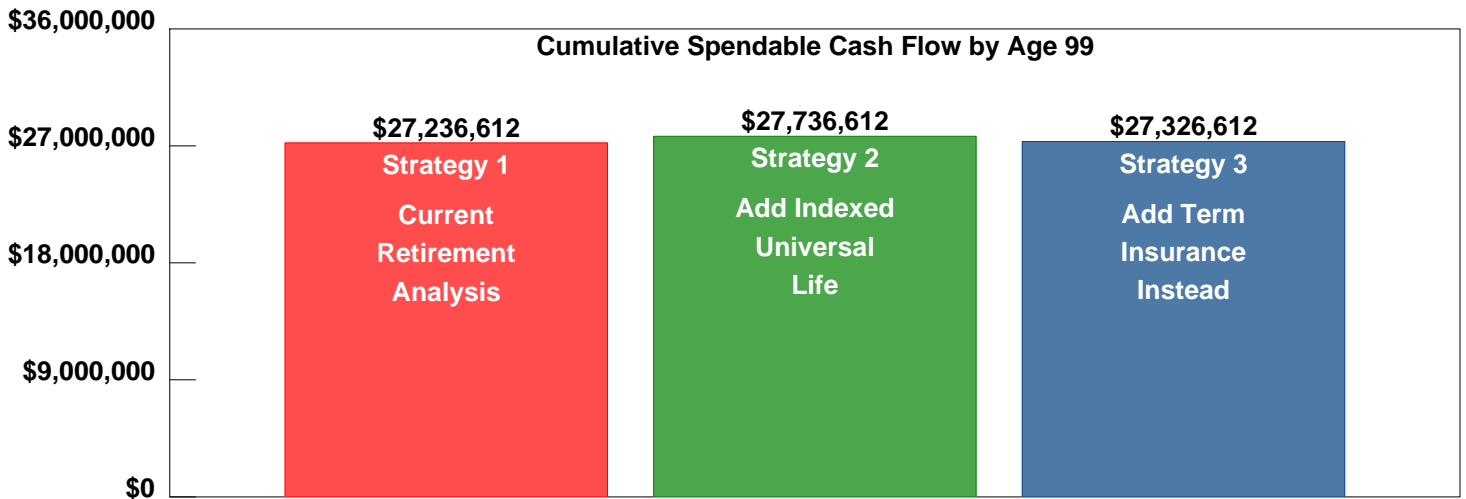 Cumulative Spendable Cash Flow by Age 99
$36,000,000
$27,000,000
$18,000,000
$9,000,000
$0
$27,236,612
Strategy 1
Current
Retirement
Analysis
$27,736,612
Strategy 2
Add Indexed
Universal
Life
$27,326,612
Strategy 3
Add Term
Insurance
Instead